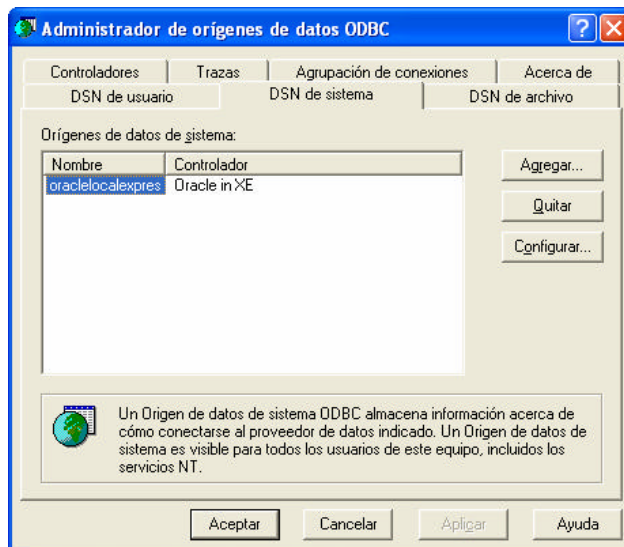 Administrador de orígenes de datos ODBC
Controladores Trazas Agrupación de conexiones Acerca de
DSN de usuario DSN de sistema DSN de archivo
Orígenes de datos de sistema:
Nombre Controlador
oraclelocalexpres Oracle in XE
Agregar...
Quitar
Configurar...
Un Origen de datos de sistema ODBC almacena información acerca de
cómo conectarse al proveedor de datos indicado. Un Origen de datos de
sistema es visible para todos los usuarios de este equipo, incluidos los
servicios NT.
Aceptar Cancelar Aplicar Ayuda